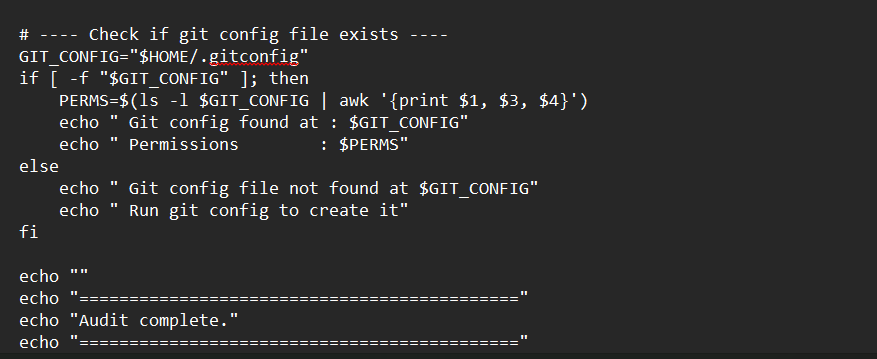 # ---- Check if git config file exists ----
GIT_CONFIG="$HOME/.gitconfig"
if [ -f "$GIT_CONFIG" ]; then
    PERMS=$(ls -l $GIT_CONFIG | awk '{print $1, $3, $4}')
    echo " Git config found at : $GIT_CONFIG"
    echo " Permissions        : $PERMS"
else
    echo " Git config file not found at $GIT_CONFIG"
    echo " Run git config to create it"
fi

echo ""
echo "============================================"
echo "Audit complete."
echo "============================================"